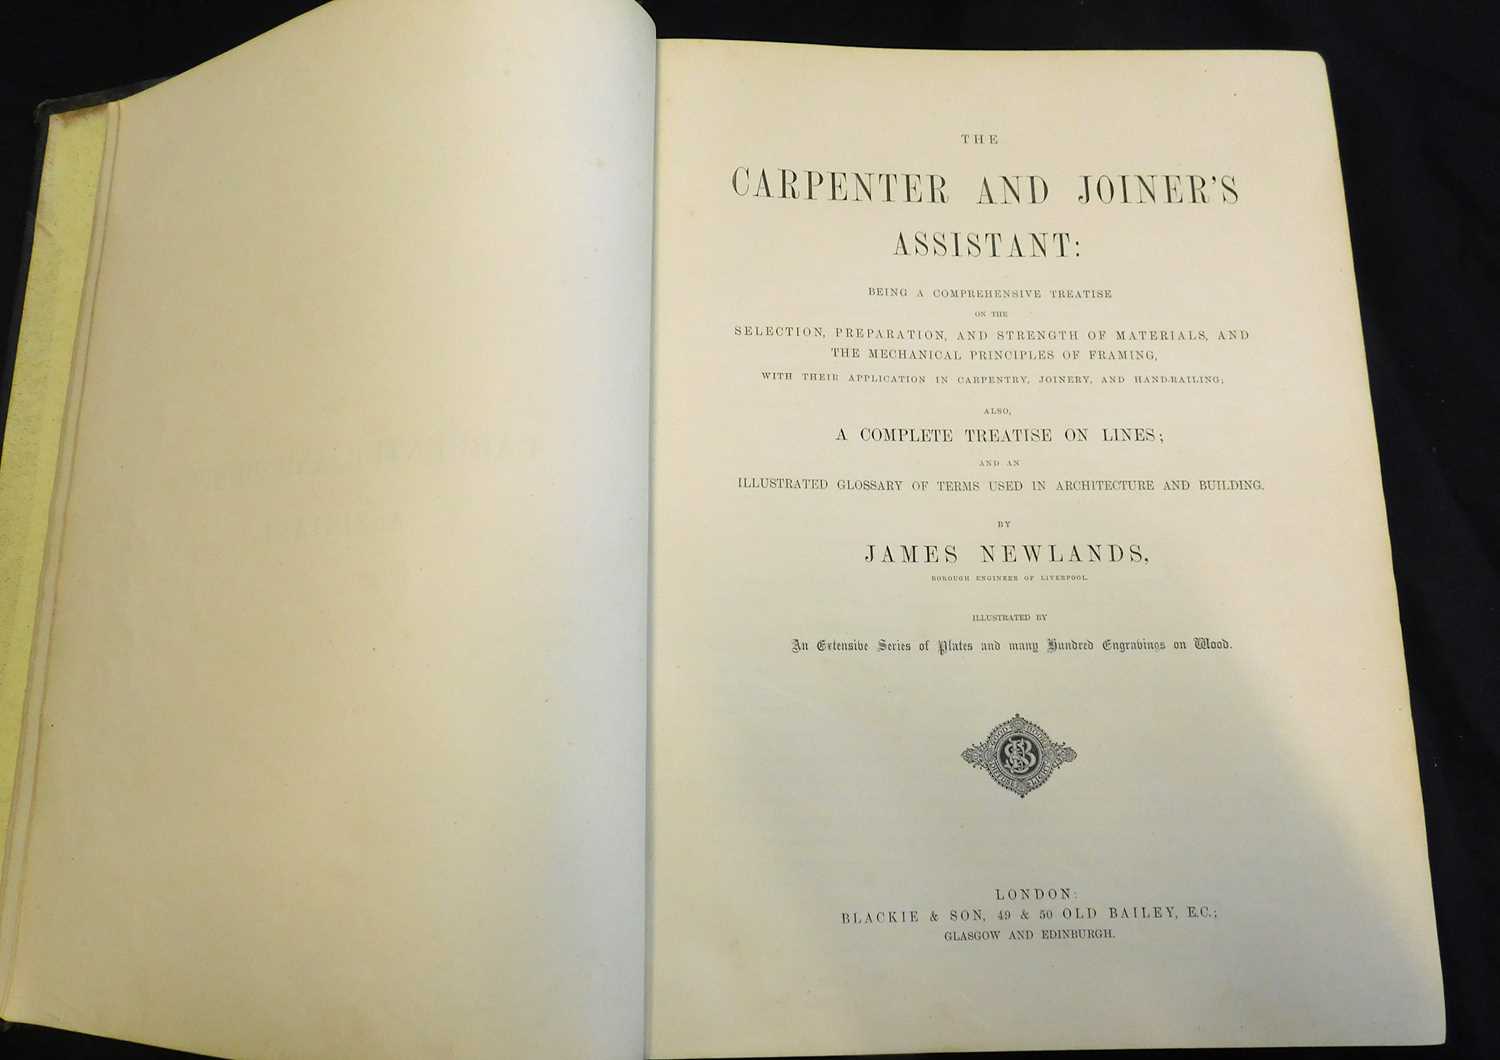 THE
CARPENTER AND JOINER'S
ASSISTANT:
BEING A COMPREHENSIVE TREATISE
ON THE
SELECTION, PREPARATION, AND STRENGTH OF MATERIALS, AND
THE MECHANICAL PRINCIPLES OF FRAMING,
WITH THEIR APPLICATION IN CARPENTRY, JOINERY, AND HAND-RAILING;
ALSO,
A COMPLETE TREATISE ON LINES;
AND AN
ILLUSTRATED GLOSSARY OF TERMS USED IN ARCHITECTURE AND BUILDING.
BY
JAMES NEWLANDS,
BOROUGH ENGINEER OF LIVERPOOL.
ILLUSTRATED BY
An Extensive Series of Plates and many Hundred Engravings on Wood.
LONDON:
BLACKIE & SON, 49 & 50 OLD BAILEY, E.C.;
GLASGOW AND EDINBURGH.